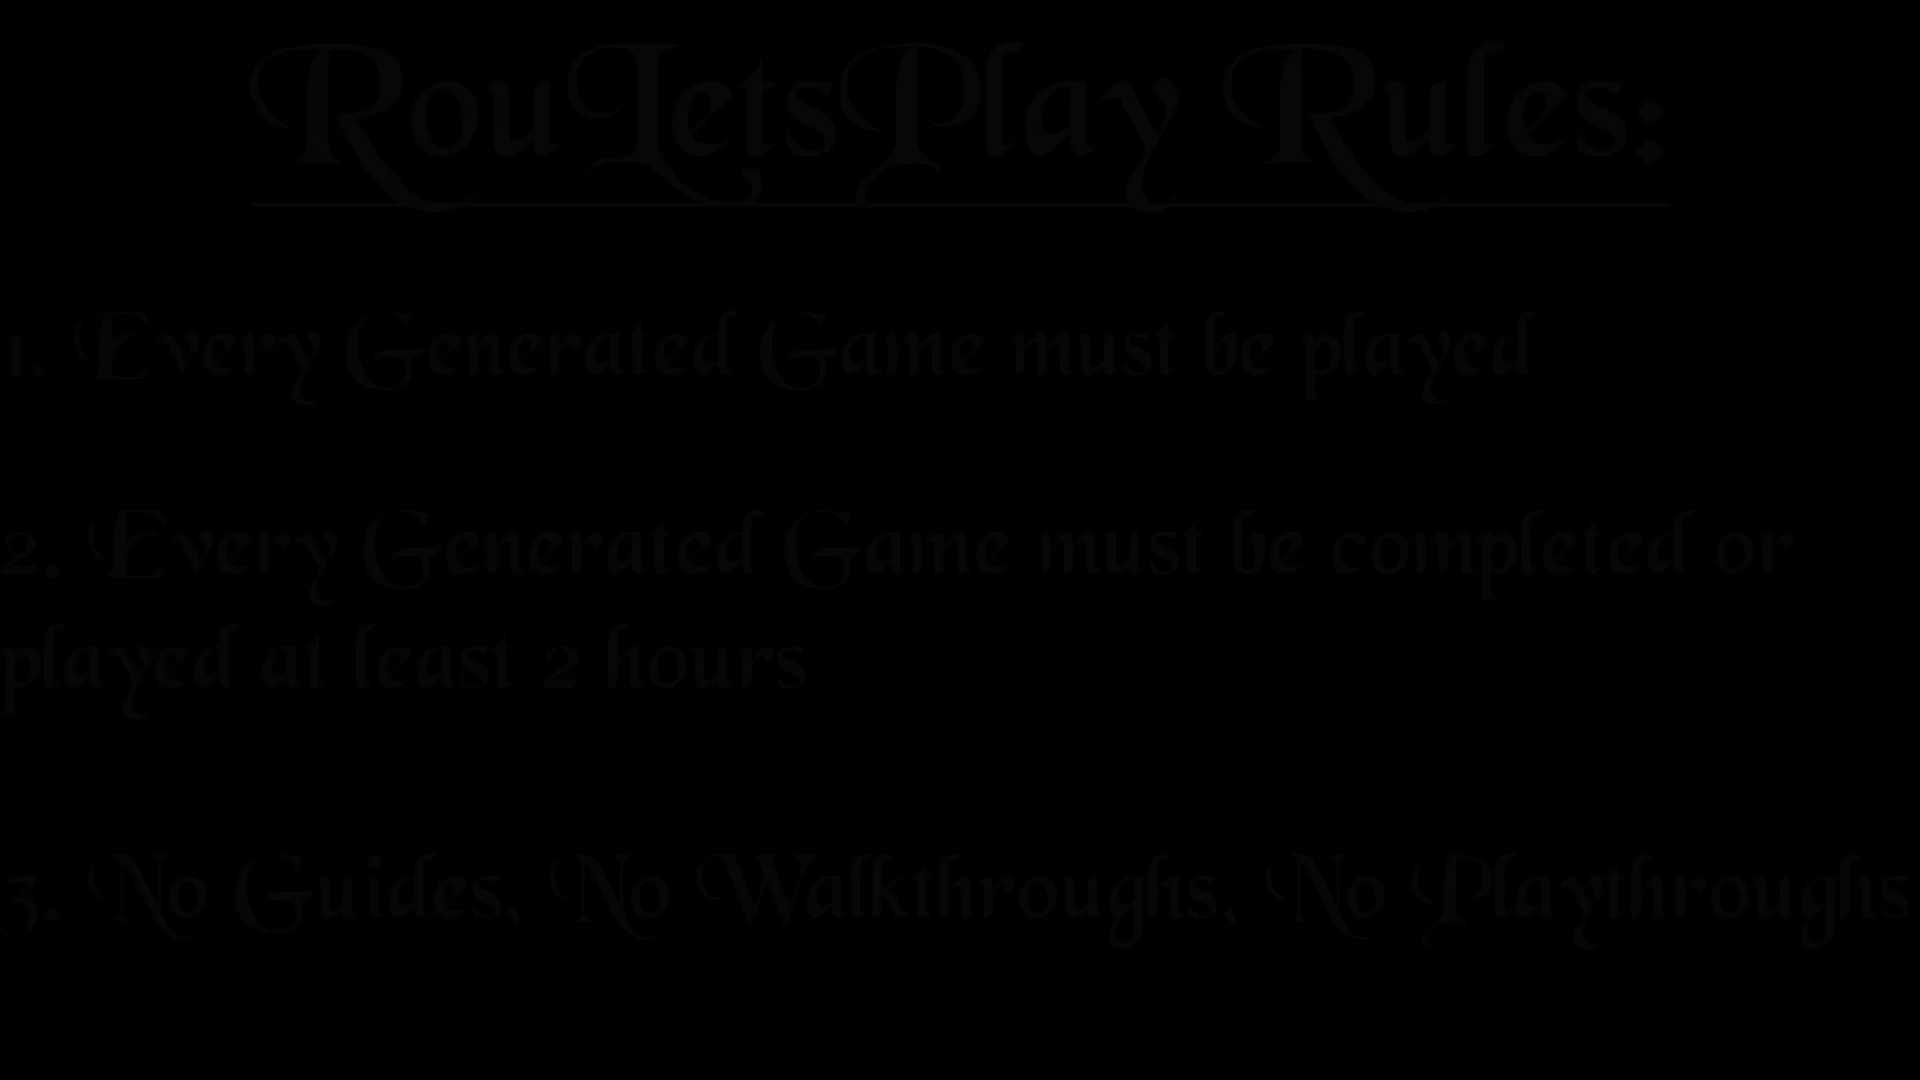 RouLetsPlay Rules:
1. Every Generated Game must be played
2. Every Generated Game must be completed or
played at least 2 hours
3. No Guides, No Walkthroughs, No Playthroughs